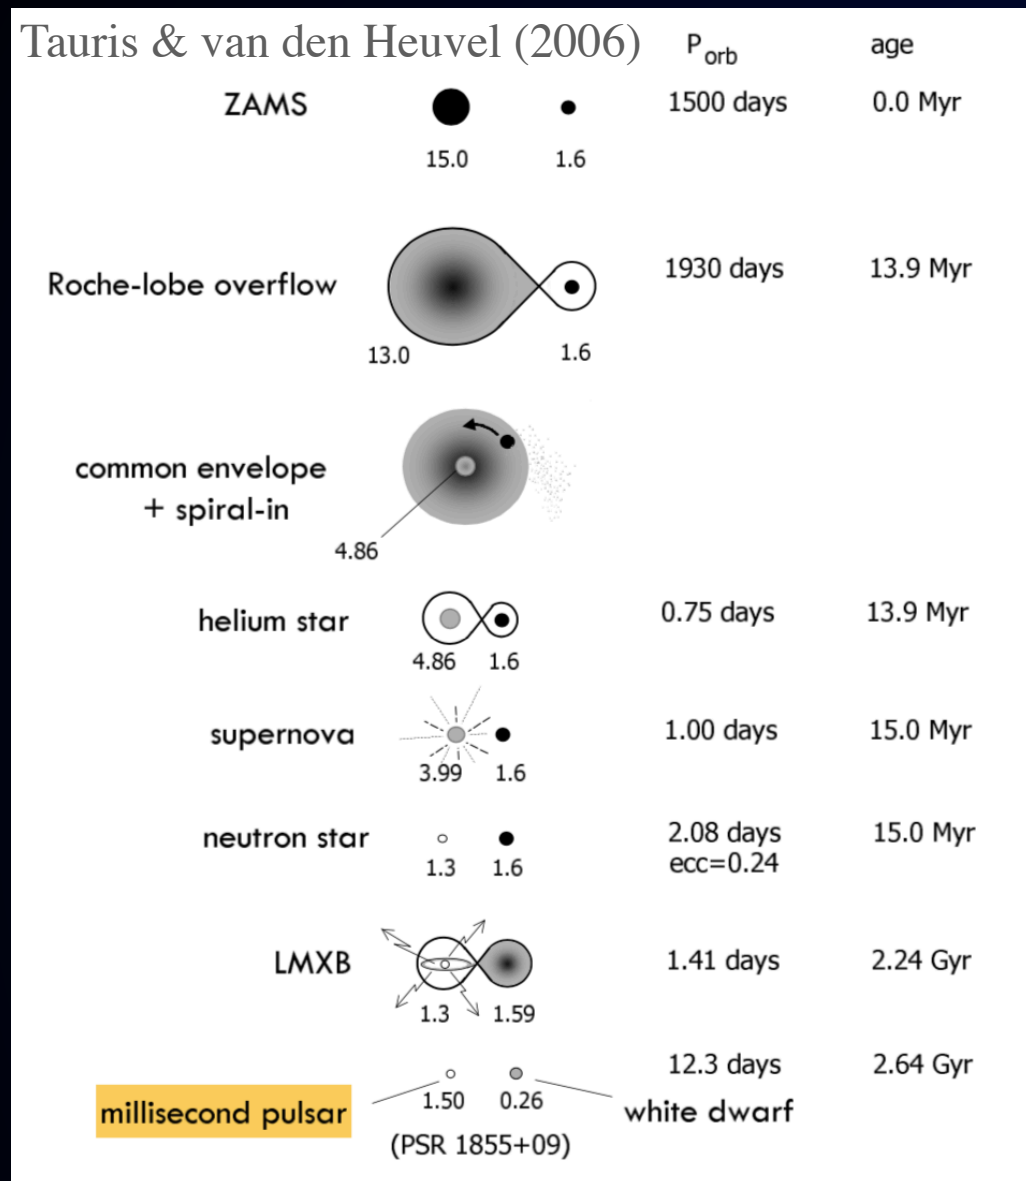 Tauris & van den Heuvel (2006) P_orb age
ZAMS 1500 days 0.0 Myr
15.0 1.6
Roche-lobe overflow 1930 days 13.9 Myr
13.0 1.6
common envelope
+ spiral-in
4.86
helium star 0.75 days 13.9 Myr
4.86 1.6
supernova 1.00 days 15.0 Myr
3.99 1.6
neutron star 2.08 days 15.0 Myr
ecc=0.24
1.3 1.6
LMXB 1.41 days 2.24 Gyr
1.3 1.59
12.3 days 2.64 Gyr
millisecond pulsar 1.50 0.26 white dwarf
(PSR 1855+09)